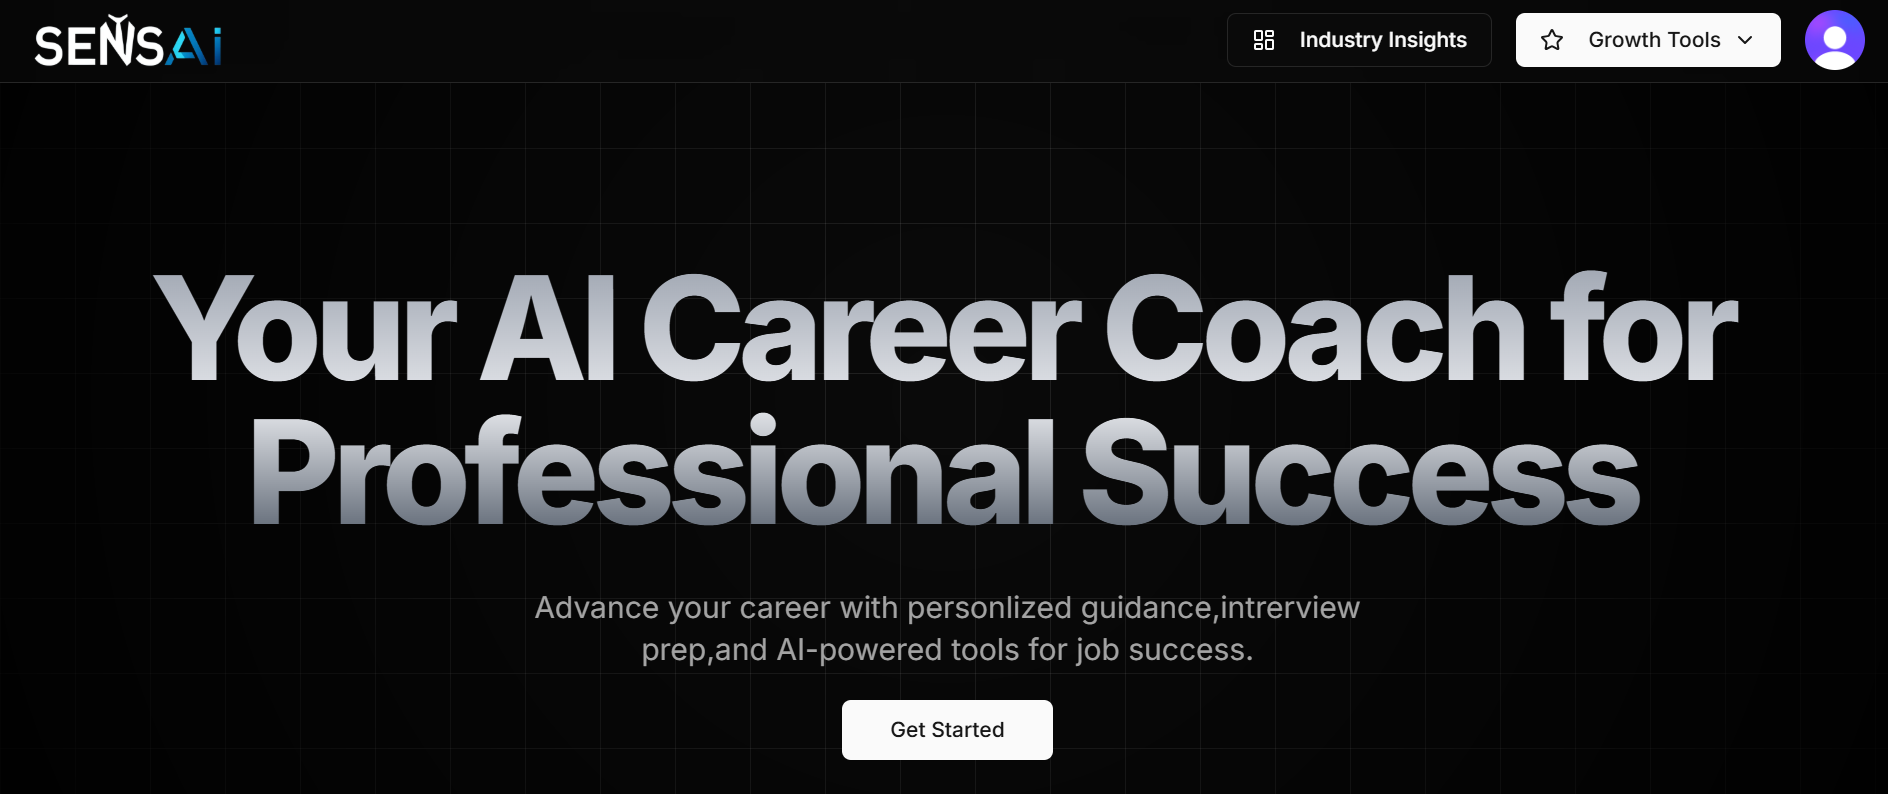 SENSAi
Industry Insights
Growth Tools
Your AI Career Coach for
Professional Success
Advance your career with personlized guidance,intrerview
prep,and AI-powered tools for job success.
Get Started